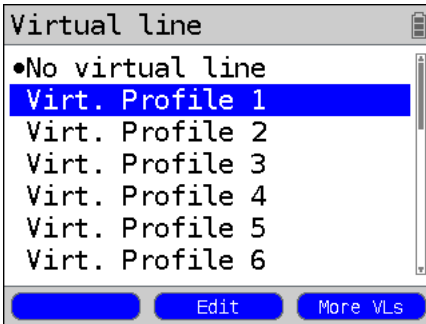 Virtual line
•No virtual line
Virt. Profile 1
Virt. Profile 2
Virt. Profile 3
Virt. Profile 4
Virt. Profile 5
Virt. Profile 6
Edit
More VLs